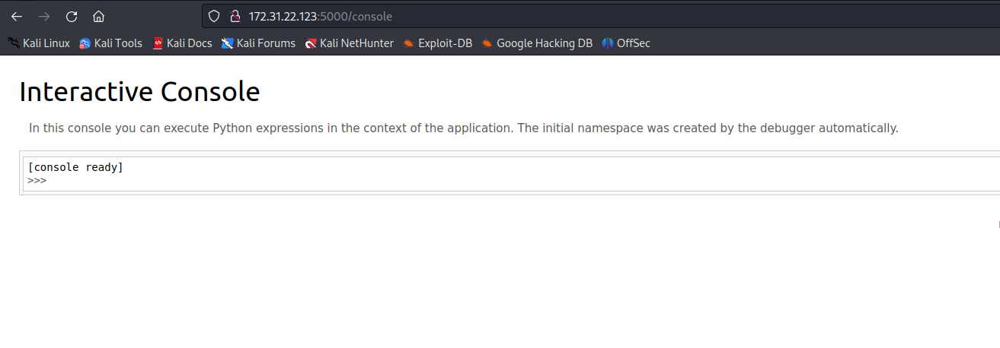 172.31.22.123:5000/console
Kali Linux Kali Tools Kali Docs Kali Forums Kali NetHunter Exploit-DB Google Hacking DB OffSec
Interactive Console
In this console you can execute Python expressions in the context of the application. The initial namespace was created by the debugger automatically.
[console ready]
>>>